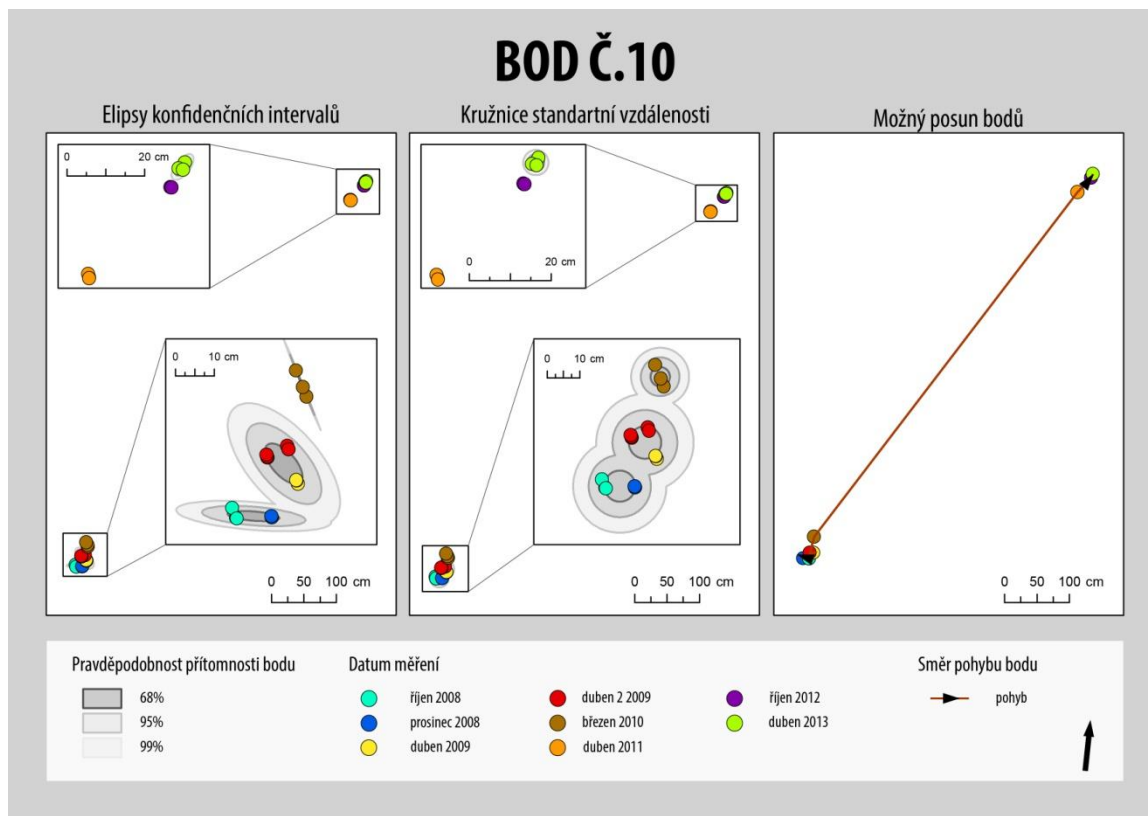 BOD Č.10
Elipsy konfidenčních intervalů
Kružnice standartní vzdálenosti
Možný posun bodů
0 20 cm
0 10 cm
0 50 100 cm
0 20 cm
0 10 cm
0 50 100 cm
0 50 100 cm
Pravděpodobnost přítomnosti bodu
68%
95%
99%
Datum měření
říjen 2008
prosinec 2008
duben 2009
duben 2 2009
březen 2010
duben 2011
říjen 2012
duben 2013
Směr pohybu bodu
pohyb